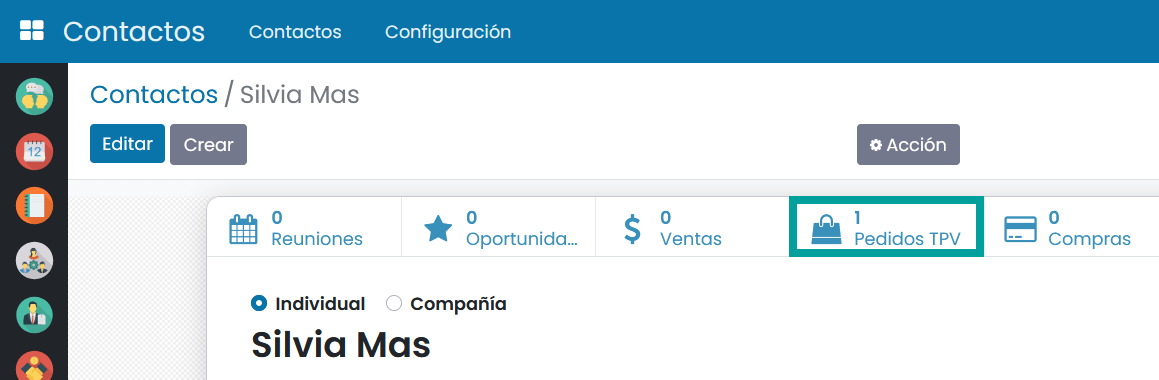 Contactos Contactos Configuración
Contactos / Silvia Mas
Editar Crear Acción
12
0 0 0 1 0
Reuniones Oportunida... Ventas Pedidos TPV Compras
Individual Compañía
Silvia Mas